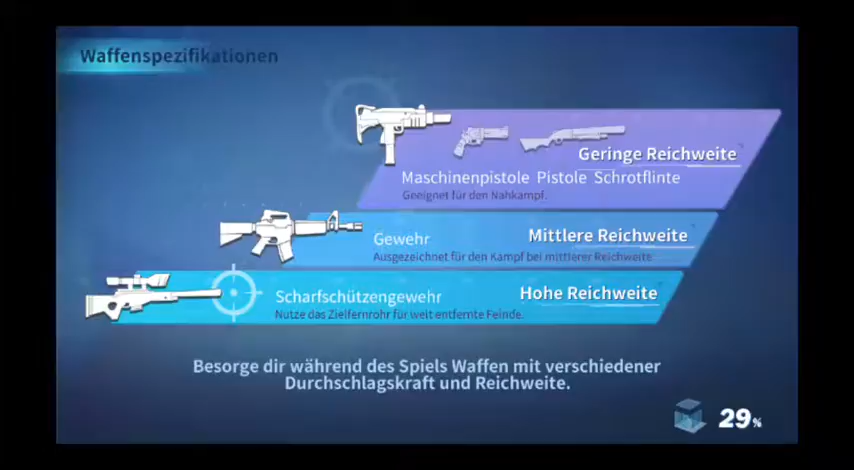 Waffenspezifikationen
Geringe Reichweite
Maschinenpistole Pistole Schrotflinte
Geeignet für den Nahkampf.
Gewehr
Mittlere Reichweite
Ausgezeichnet für den Kampf bei mittlerer Reichweite.
Scharfschützengewehr
Hohe Reichweite
Nutze das Zielfernrohr für welt entfernte Feinde.
Besorge dir während des Spiels Waffen mit verschiedener
Durchschlagskraft und Reichweite.
29%